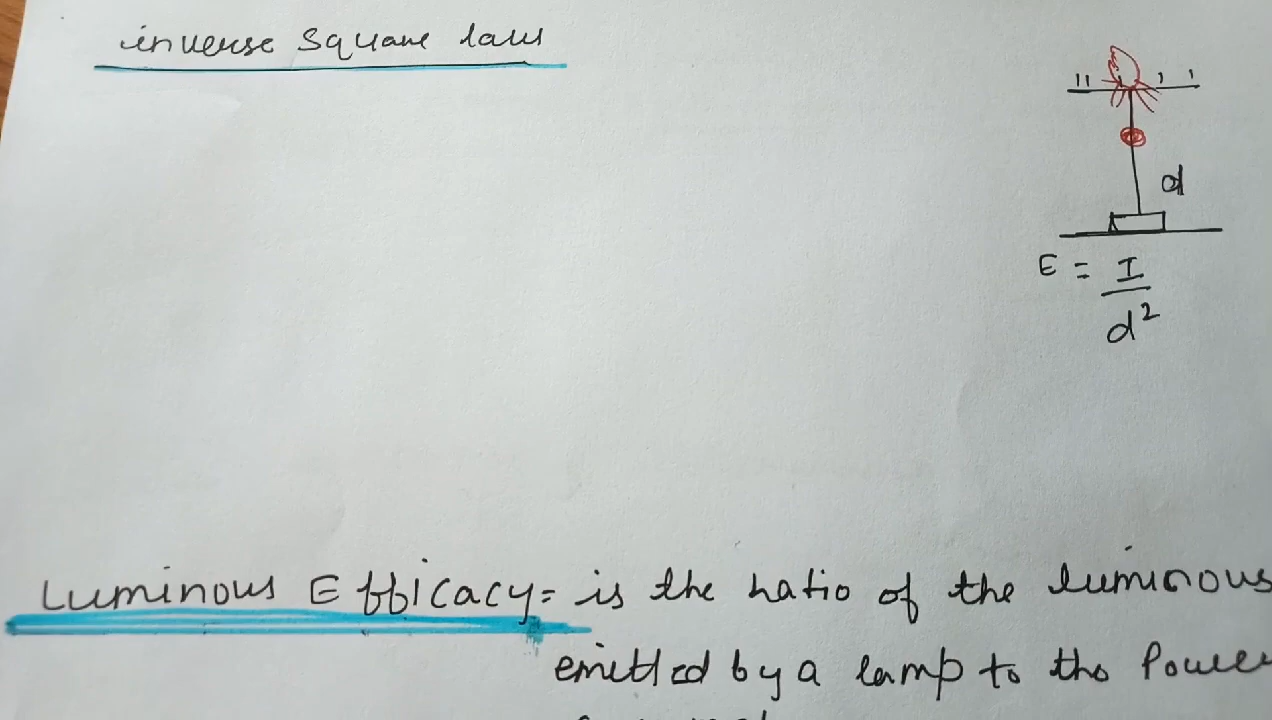 inverse square law
d
E = I/d²
Luminous Efficacy = is the ratio of the luminous
emitted by a lamp to the Power